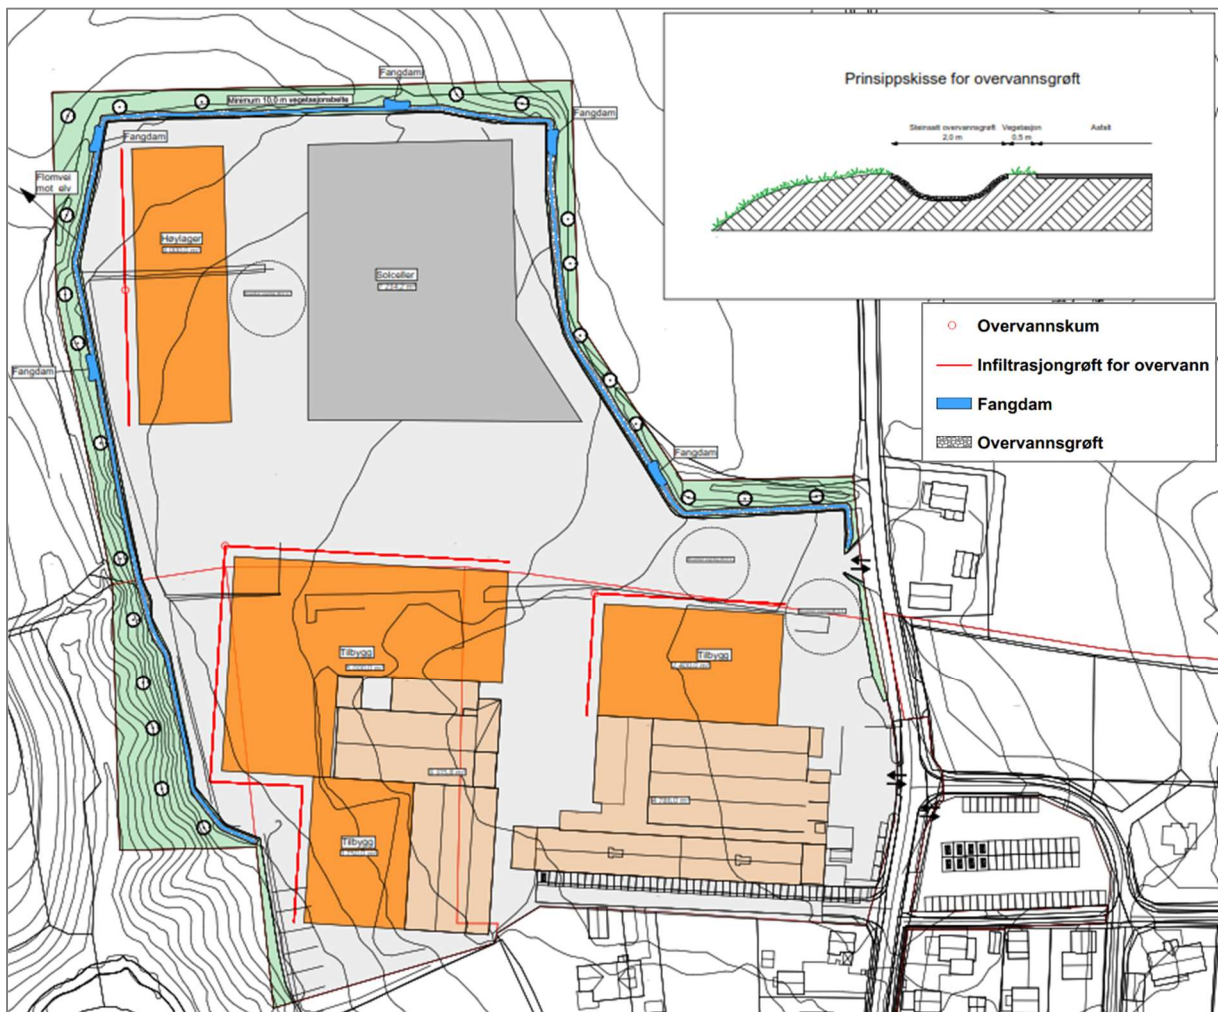 Prinsippskisse for overvannsgrøft
Steinsatt overvannsgrøft
2,0 m
Vegetasjon
0,5 m
Asfalt
Overvannskum
Infiltrasjongrøft for overvann
Fangdam
Overvannsgrøft
Fangdam
Minimum 10,0 m vegetasjonsbelte
Fangdam
Fangdam
Flomvei
mot elv
Høylager
Solceller
Fangdam
Fangdam
Tilbygg
Tilbygg
Tilbygg